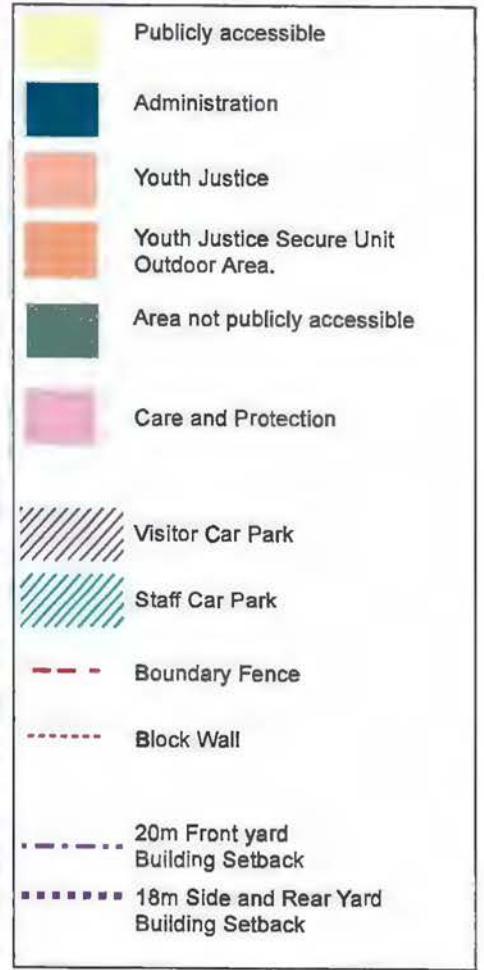 Publicly accessible
Administration
Youth Justice
Youth Justice Secure Unit
Outdoor Area.
Area not publicly accessible
Care and Protection
Visitor Car Park
Staff Car Park
Boundary Fence
Block Wall
20m Front yard
Building Setback
18m Side and Rear Yard
Building Setback